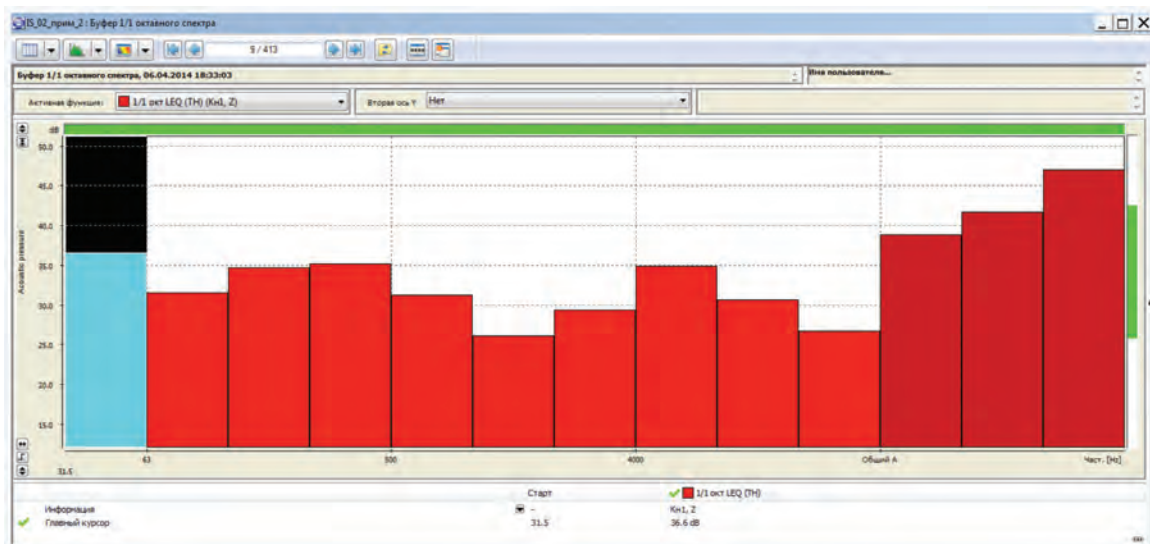 IS_02_прим_2 : Буфер 1/1 октавного спектра
9 / 413
Буфер 1/1 октавного спектра, 06.04.2014 18:33:03
Имя пользователя...
Активная функция: 1/1 окт LEQ (TH) (Кн1, Z) Вторая ось Y Нет
dB
50.0
45.0
40.0
35.0
30.0
25.0
20.0
15.0
Acoustic pressure
63 500 4000 Общий A Част. [Hz]
31.5
Старт 1/1 окт LEQ (TH)
Информация - Кн1, Z
Главный курсор 31.5 36.6 dB